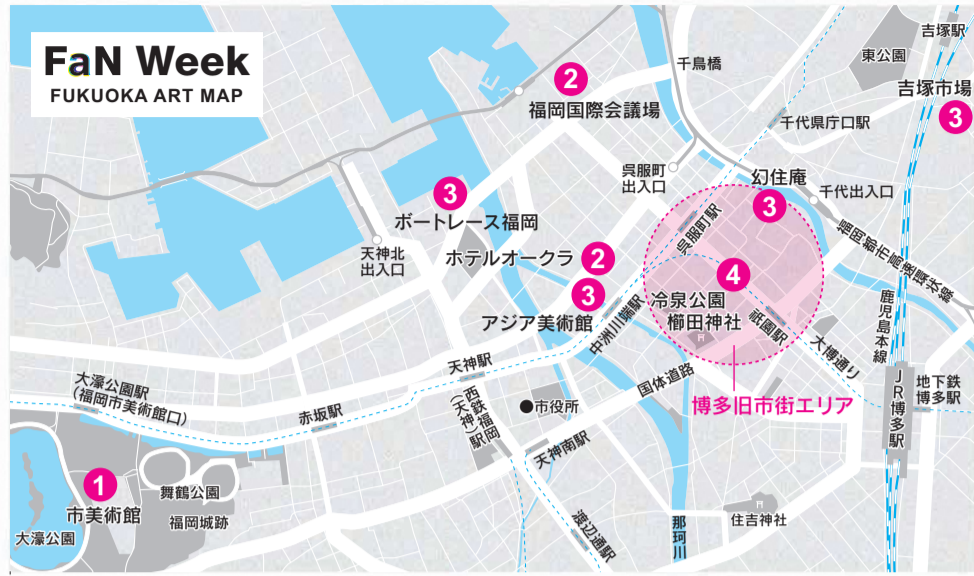 FaN Week
FUKUOKA ART MAP
吉塚駅
東公園
千鳥橋
2
福岡国際会議場
吉塚市場
3
千代県庁口駅
呉服町
出入口
幻住庵
3
千代出入口
3
ボートレース福岡
呉服町駅
福岡都市高速環状線
天神北
出入口
ホテルオークラ
2
4
3
アジア美術館
冷泉公園
櫛田神社
中洲川端駅
祇園駅
大博通り
鹿児島本線
天神駅
国体道路
大濠公園駅
(福岡市美術館口)
赤坂駅
西鉄福岡
(天神)駅
市役所
博多旧市街エリア
JR博多駅
地下鉄
博多駅
天神南駅
1
市美術館
舞鶴公園
福岡城跡
大濠公園
渡辺通駅
那珂川
住吉神社